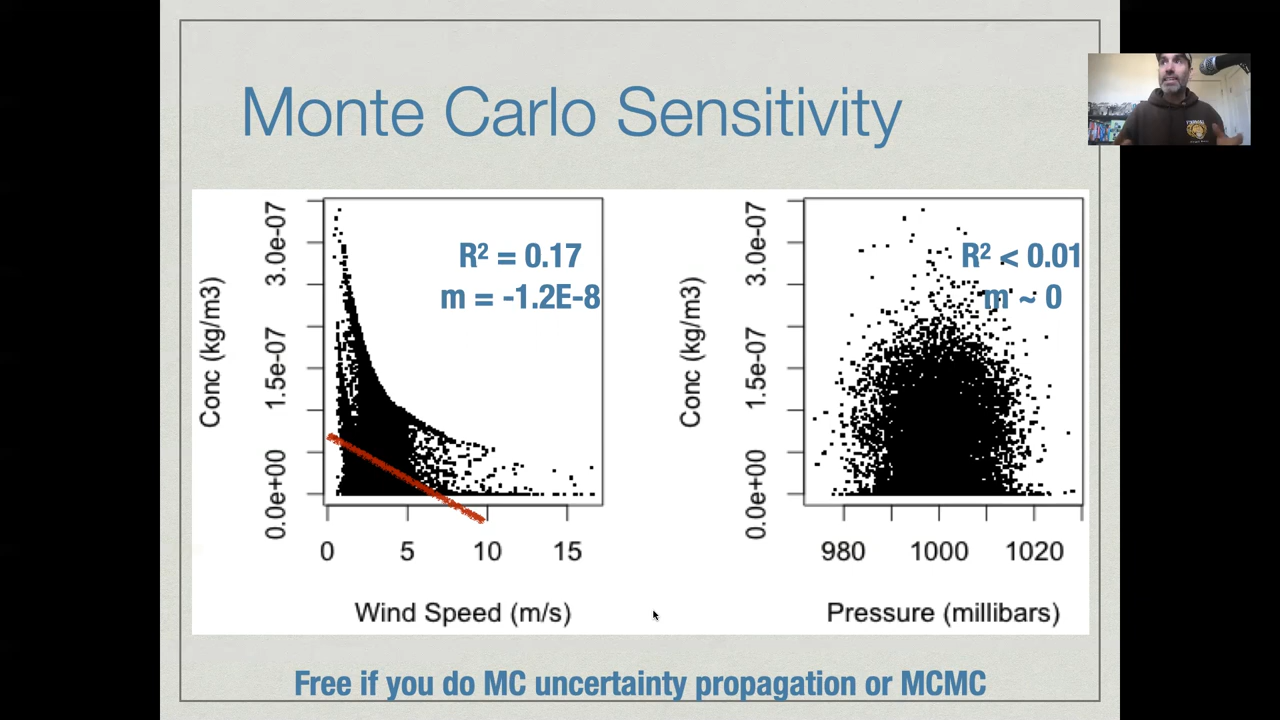 Monte Carlo Sensitivity
R² = 0.17
m = -1.2E-8
Conc (kg/m3)
3.0e-07
1.5e-07
0.0e+00
0 5 10 15
Wind Speed (m/s)
R² < 0.01
m ~ 0
Conc (kg/m3)
3.0e-07
1.5e-07
0.0e+00
980 1000 1020
Pressure (millibars)
Free if you do MC uncertainty propagation or MCMC